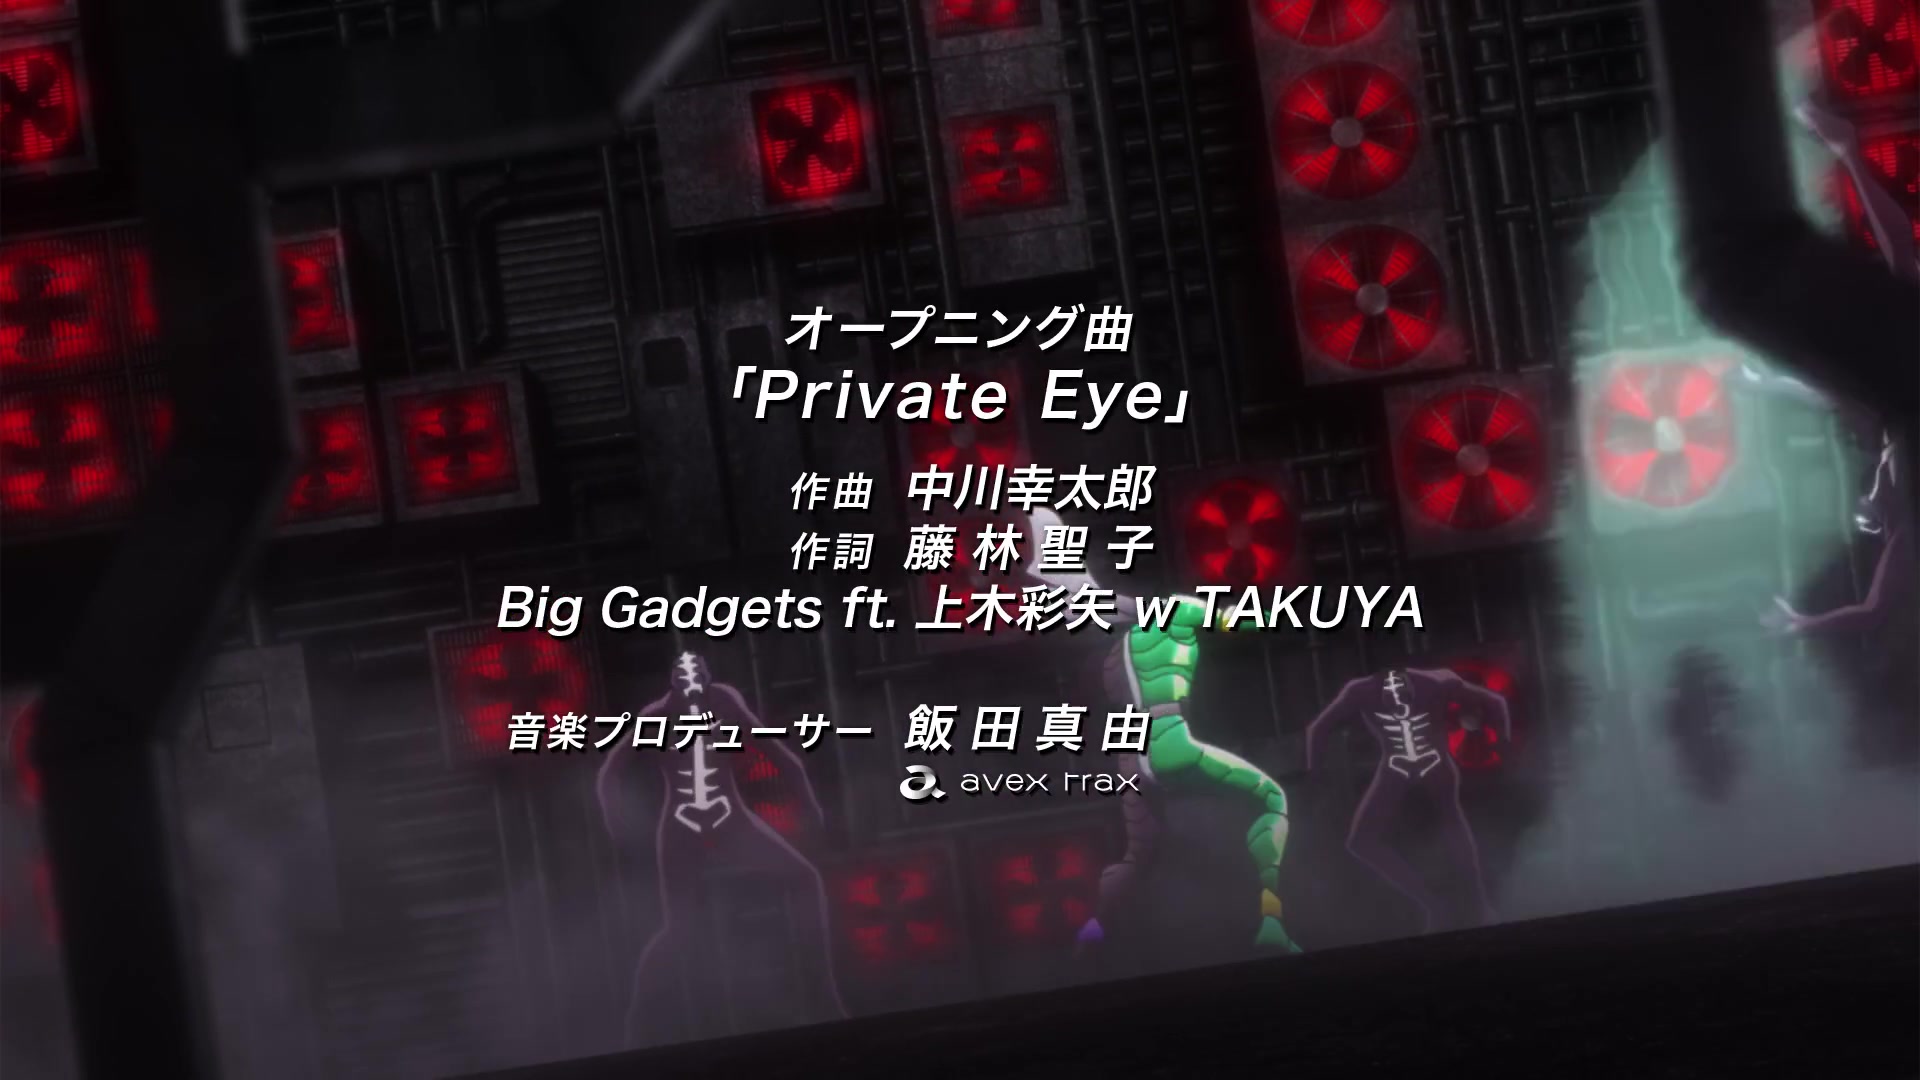 オープニング曲
「Private Eye」
作曲 中川幸太郎
作詞 藤林聖子
Big Gadgets ft. 上木彩矢 w TAKUYA
音楽プロデューサー 飯田真由
avex trax